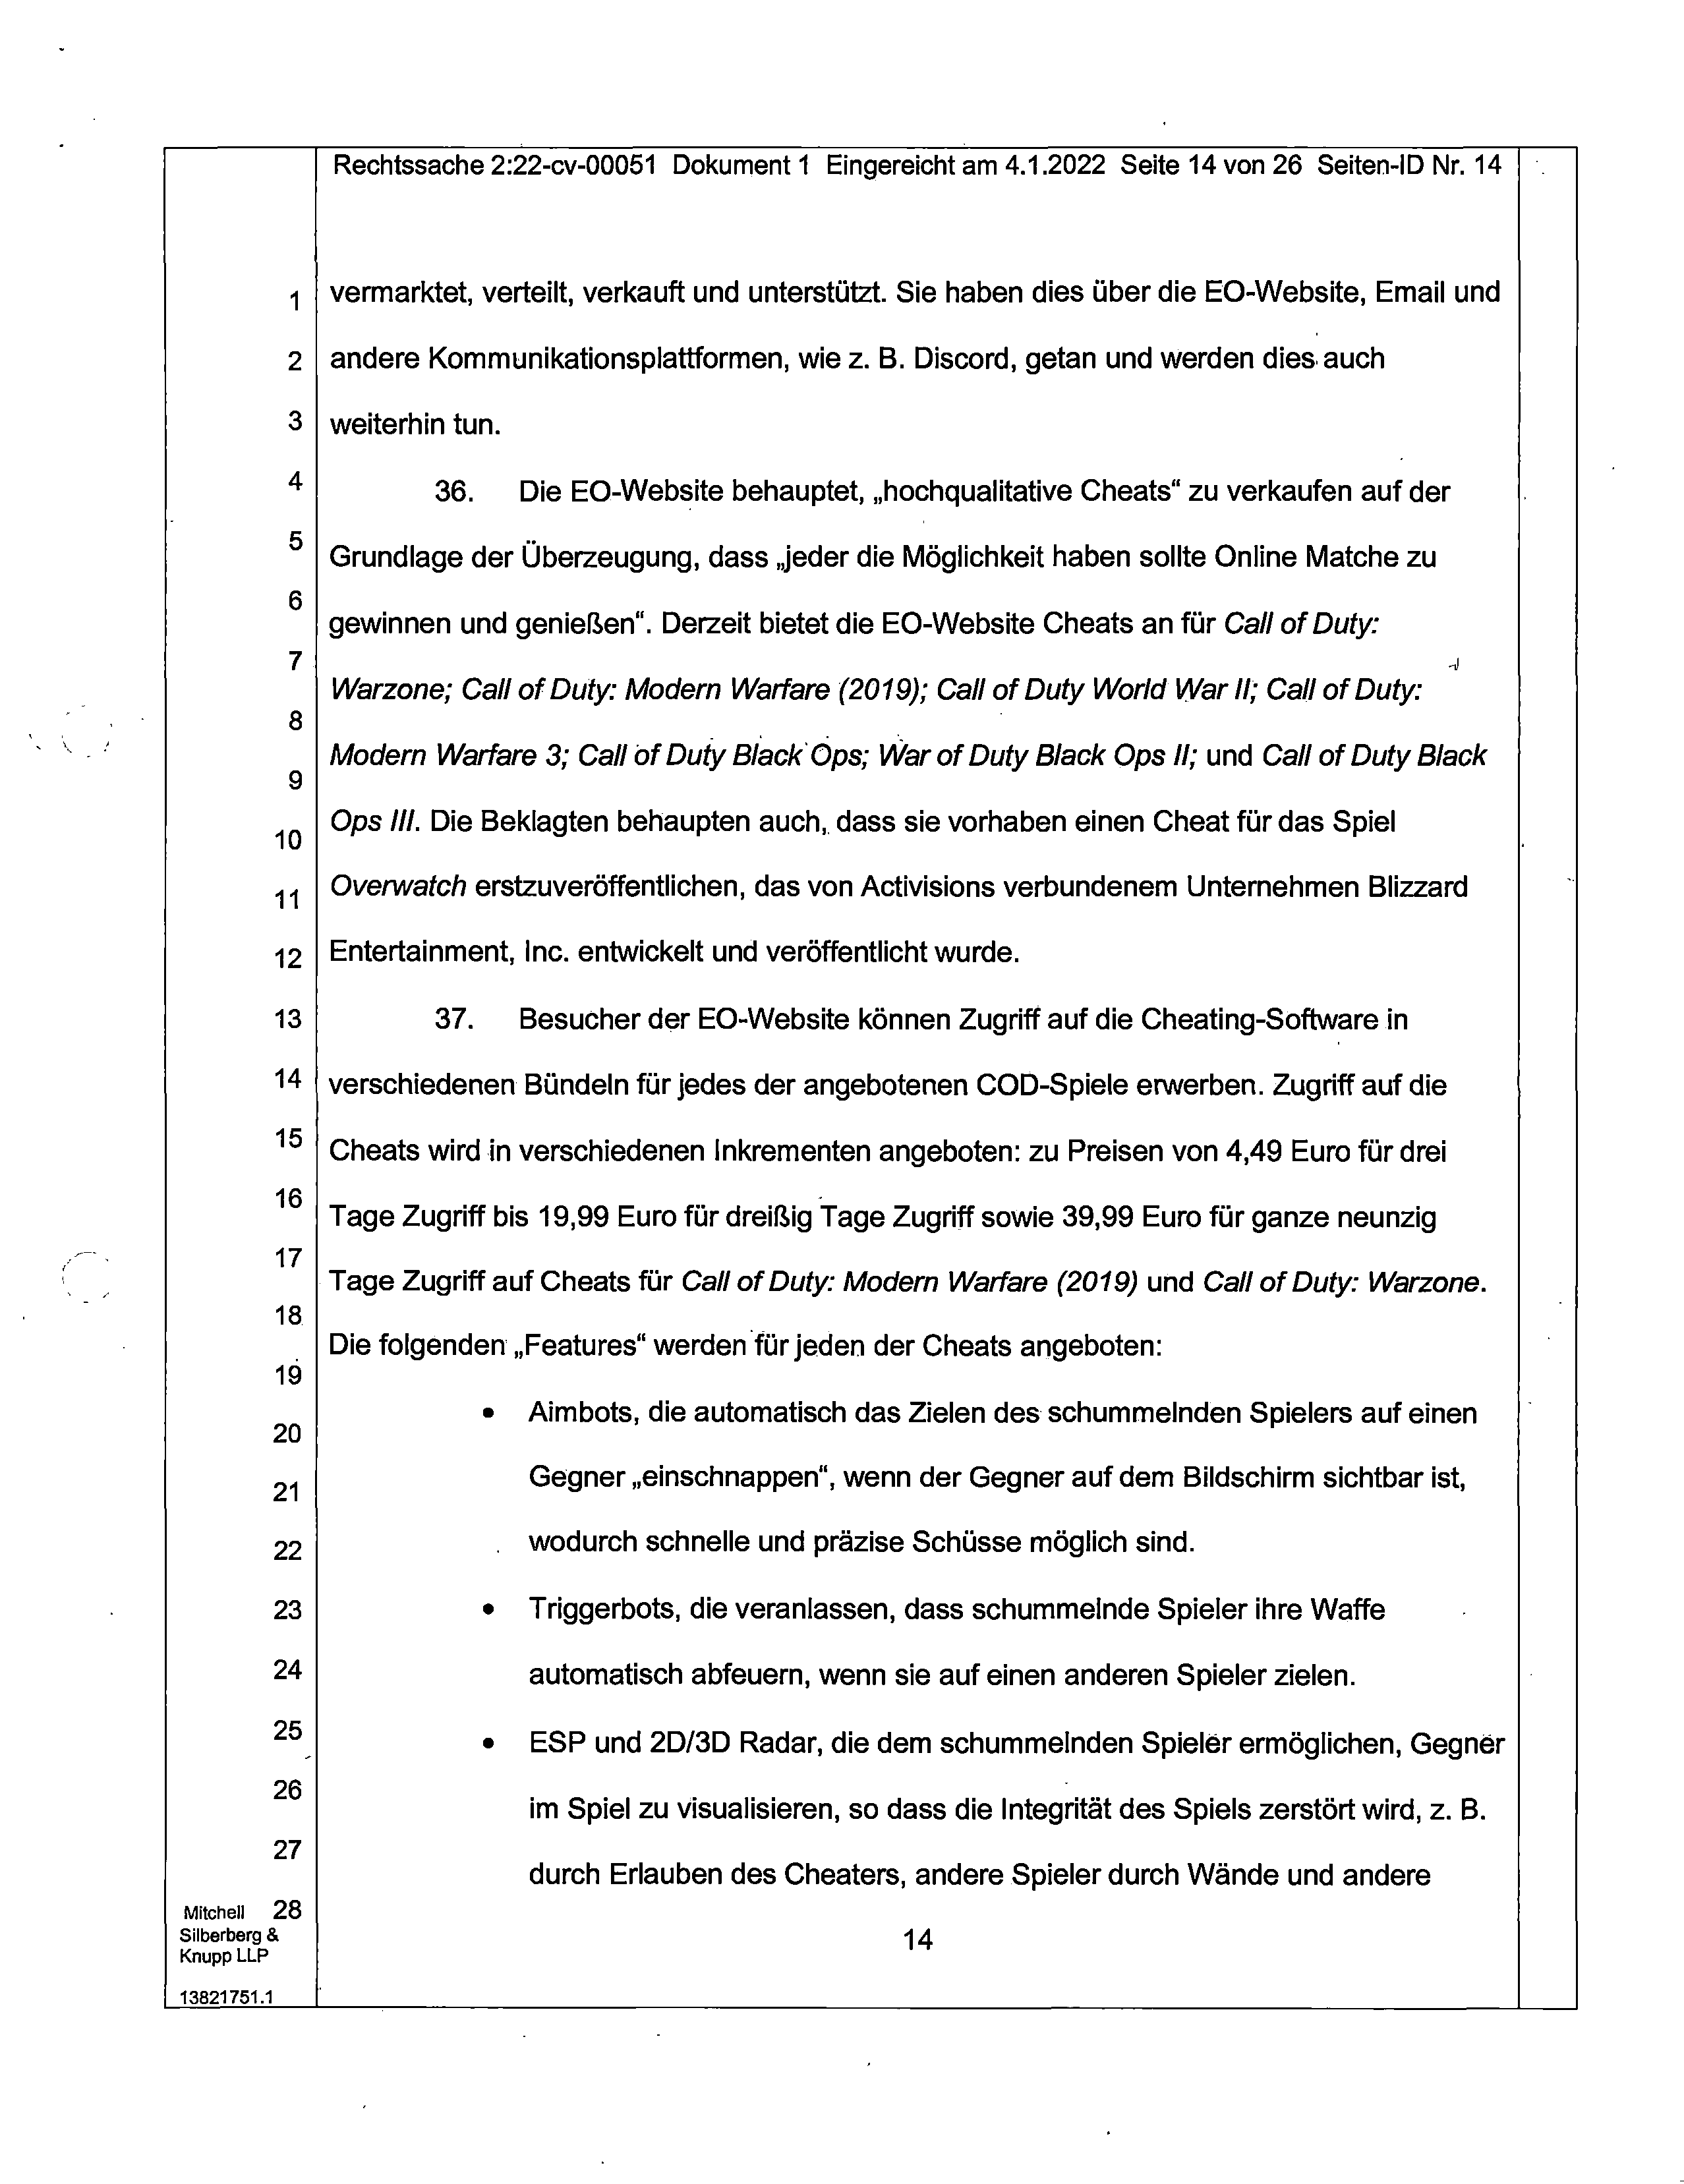 Rechtssache 2:22-cv-00051 Dokument 1 Eingereicht am 4.1.2022 Seite 14 von 26 Seiten-ID Nr. 14
1 vermarktet, verteilt, verkauft und unterstützt. Sie haben dies über die EO-Website, Email und
2 andere Kommunikationsplattformen, wie z. B. Discord, getan und werden dies auch
3 weiterhin tun.
4 36. Die EO-Website behauptet, „hochqualitative Cheats“ zu verkaufen auf der
5 Grundlage der Überzeugung, dass „jeder die Möglichkeit haben sollte Online Matche zu
6 gewinnen und genießen“. Derzeit bietet die EO-Website Cheats an für Call of Duty:
7 Warzone; Call of Duty: Modern Warfare (2019); Call of Duty World War II; Call of Duty:
8 Modern Warfare 3; Call of Duty Black Ops; War of Duty Black Ops II; und Call of Duty Black
9 Ops III. Die Beklagten behaupten auch, dass sie vorhaben einen Cheat für das Spiel
10
11 Overwatch erstzuveröffentlichen, das von Activisions verbundenem Unternehmen Blizzard
12 Entertainment, Inc. entwickelt und veröffentlicht wurde.
13 37. Besucher der EO-Website können Zugriff auf die Cheating-Software in
14 verschiedenen Bündeln für jedes der angebotenen COD-Spiele erwerben. Zugriff auf die
15 Cheats wird in verschiedenen Inkrementen angeboten: zu Preisen von 4,49 Euro für drei
16 Tage Zugriff bis 19,99 Euro für dreißig Tage Zugriff sowie 39,99 Euro für ganze neunzig
17 Tage Zugriff auf Cheats für Call of Duty: Modern Warfare (2019) und Call of Duty: Warzone.
18 Die folgenden „Features“ werden für jeden der Cheats angeboten:
19
20 • Aimbots, die automatisch das Zielen des schummelnden Spielers auf einen
21 Gegner „einschnappen“, wenn der Gegner auf dem Bildschirm sichtbar ist,
22 wodurch schnelle und präzise Schüsse möglich sind.
23 • Triggerbots, die veranlassen, dass schummelnde Spieler ihre Waffe
24 automatisch abfeuern, wenn sie auf einen anderen Spieler zielen.
25 • ESP und 2D/3D Radar, die dem schummelnden Spieler ermöglichen, Gegner
26 im Spiel zu visualisieren, so dass die Integrität des Spiels zerstört wird, z. B.
27 durch Erlauben des Cheaters, andere Spieler durch Wände und andere
28
Mitchell
Silberberg &
Knupp LLP
14
13821751.1